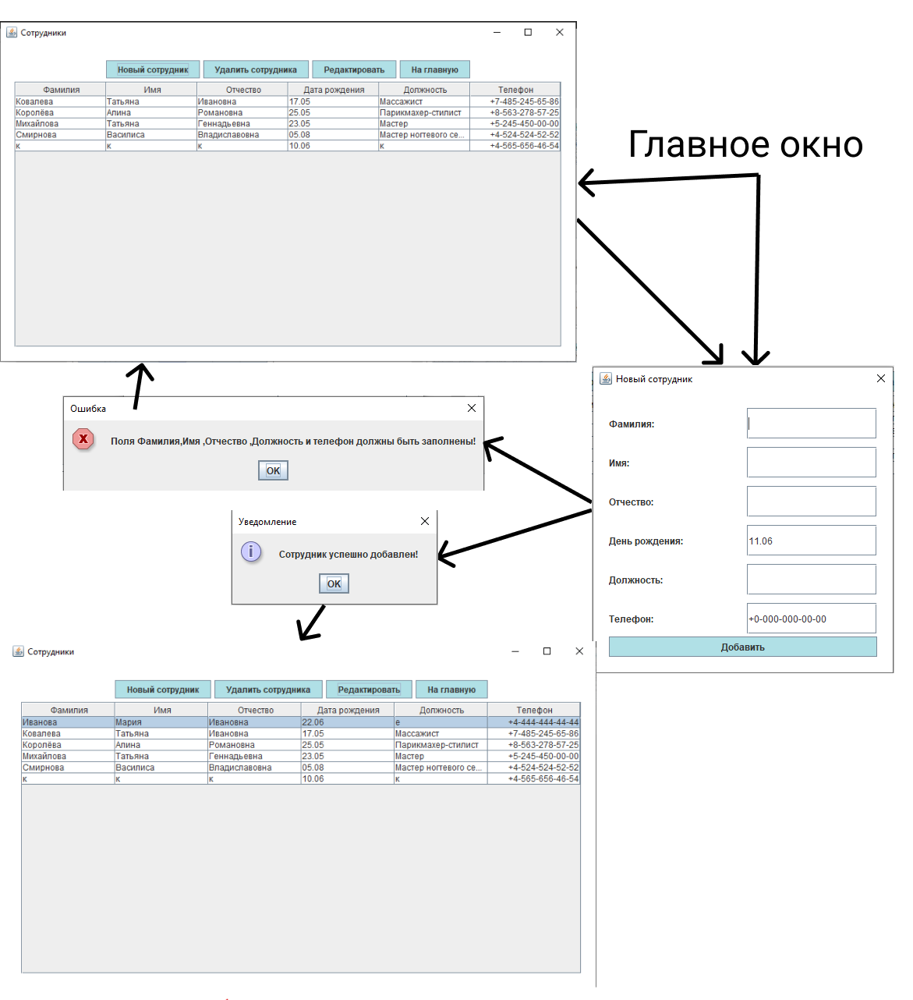 Сотрудники
Новый сотрудник Удалить сотрудника Редактировать На главную
Фамилия Имя Отчество Дата рождения Должность Телефон
Ковалева Татьяна Ивановна 17.05 Массажист +7-485-245-65-86
Королёва Алина Романовна 25.05 Парикмахер-стилист +8-563-278-57-25
Михайлова Татьяна Геннадьевна 23.05 Мастер +5-245-450-00-00
Смирнова Василиса Владиславовна 05.08 Мастер ногтевого се... +4-524-524-52-52
к к к 10.06 к +4-565-656-46-54
Главное окно
Новый сотрудник
Фамилия:
Имя:
Отчество:
День рождения: 11.06
Должность:
Телефон: +0-000-000-00-00
Добавить
Ошибка
Поля Фамилия,Имя ,Отчество ,Должность и телефон должны быть заполнены!
OK
Уведомление
Сотрудник успешно добавлен!
OK
Сотрудники
Новый сотрудник Удалить сотрудника Редактировать На главную
Фамилия Имя Отчество Дата рождения Должность Телефон
Иванова Мария Ивановна 22.06 е +4-444-444-44-44
Ковалева Татьяна Ивановна 17.05 Массажист +7-485-245-65-86
Королёва Алина Романовна 25.05 Парикмахер-стилист +8-563-278-57-25
Михайлова Татьяна Геннадьевна 23.05 Мастер +5-245-450-00-00
Смирнова Василиса Владиславовна 05.08 Мастер ногтевого се... +4-524-524-52-52
к к к 10.06 к +4-565-656-46-54